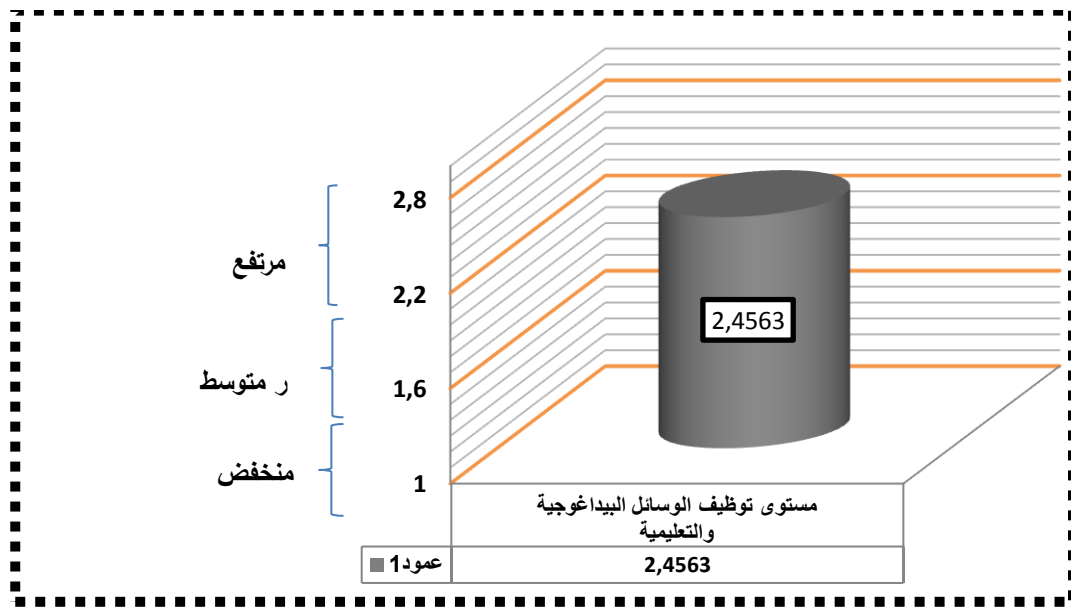 2,8
مرتفع
2,2
2,4563
ر متوسط
1,6
منخفض
1
مستوى توظيف الوسائل البيداغوجية
والتعليمية
عمود1
2,4563